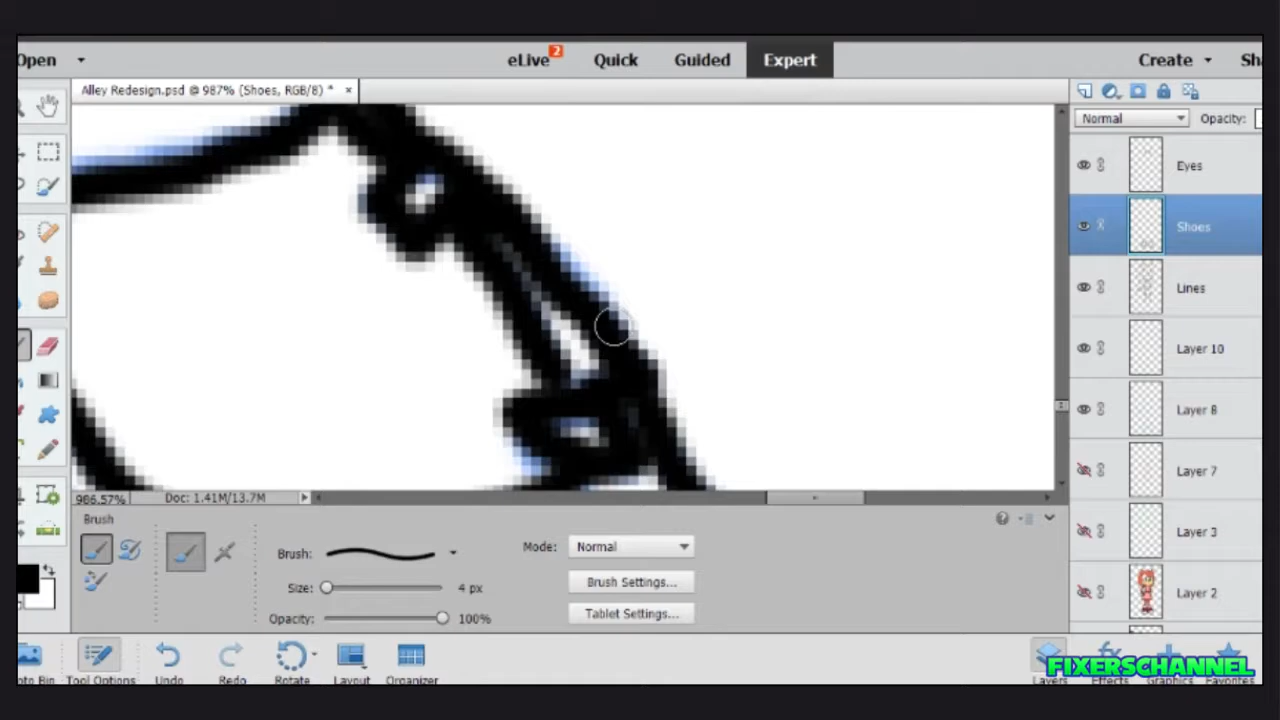 Open
eLive 2
Quick
Guided
Expert
Create
Alley Redesign.psd @ 987% (Shoes, RGB/8) *
Normal
Opacity:
Eyes
Shoes
Lines
Layer 10
Layer 8
Layer 7
Layer 3
Layer 2
986.57%
Doc: 1.41M/13.7M
Brush
Brush:
Mode:
Normal
Size:
4 px
Brush Settings...
Opacity:
100%
Tablet Settings...
Tool Options
Undo
Redo
Rotate
Layout
Organizer
Layers
Effects
Graphics
Favorites
FIXERSCHANNEL